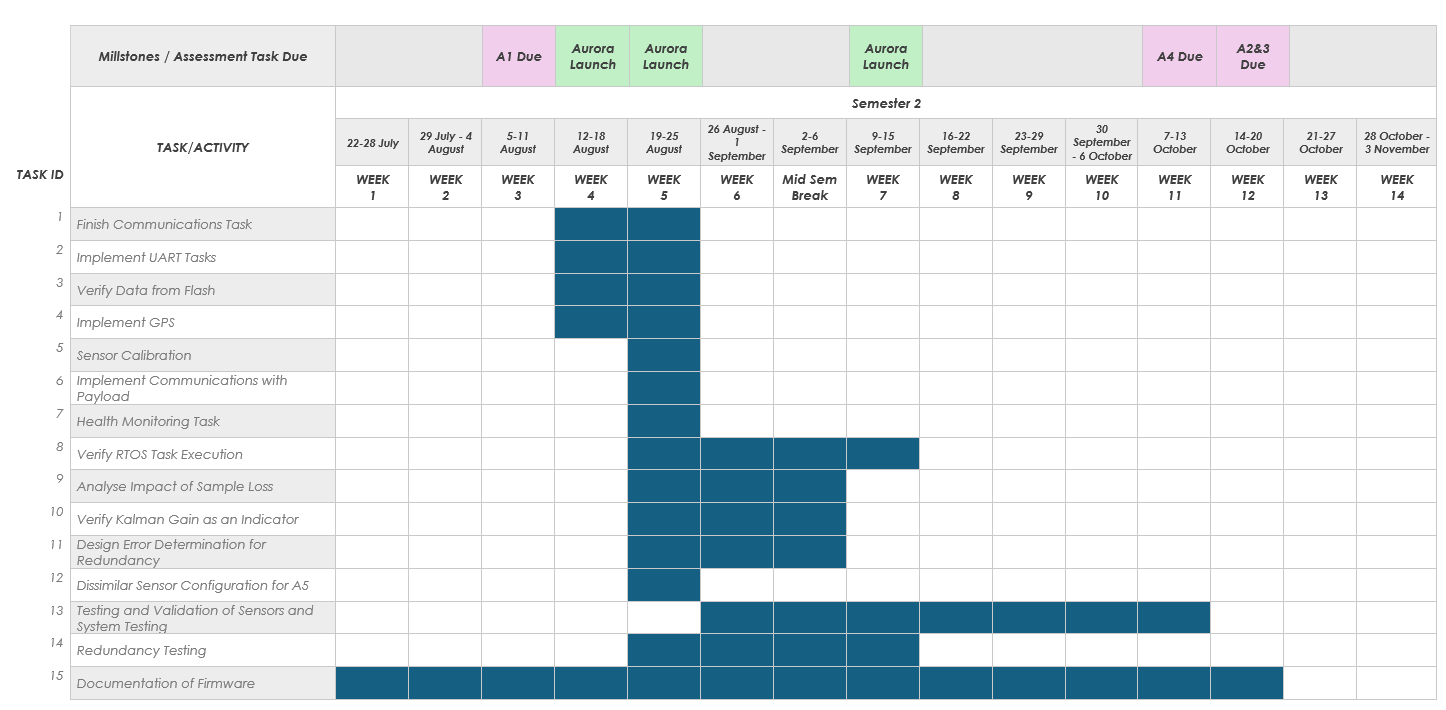 Millstones / Assessment Task Due
A1 Due
Aurora
Launch
Aurora
Launch
Aurora
Launch
A4 Due
A2&3
Due
Semester 2
TASK ID
TASK/ACTIVITY
22-28 July
29 July - 4
August
5-11
August
12-18
August
19-25
August
26 August -
1
September
2-6
September
9-15
September
16-22
September
23-29
September
30
September
- 6 October
7-13
October
14-20
October
21-27
October
28 October -
3 November
WEEK
1
WEEK
2
WEEK
3
WEEK
4
WEEK
5
WEEK
6
Mid Sem
Break
WEEK
7
WEEK
8
WEEK
9
WEEK
10
WEEK
11
WEEK
12
WEEK
13
WEEK
14
1
Finish Communications Task
2
Implement UART Tasks
3
Verify Data from Flash
4
Implement GPS
5
Sensor Calibration
6
Implement Communications with
Payload
7
Health Monitoring Task
8
Verify RTOS Task Execution
9
Analyse Impact of Sample Loss
10
Verify Kalman Gain as an Indicator
11
Design Error Determination for
Redundancy
12
Dissimilar Sensor Configuration for A5
13
Testing and Validation of Sensors and
System Testing
14
Redundancy Testing
15
Documentation of Firmware